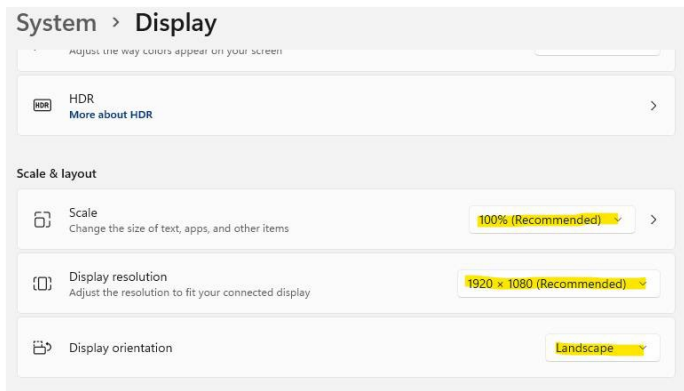 System > Display
Adjust the way colors appear on your screen
HDR
HDR
More about HDR
Scale & layout
Scale
Change the size of text, apps, and other items
100% (Recommended)
Display resolution
Adjust the resolution to fit your connected display
1920 × 1080 (Recommended)
Display orientation
Landscape